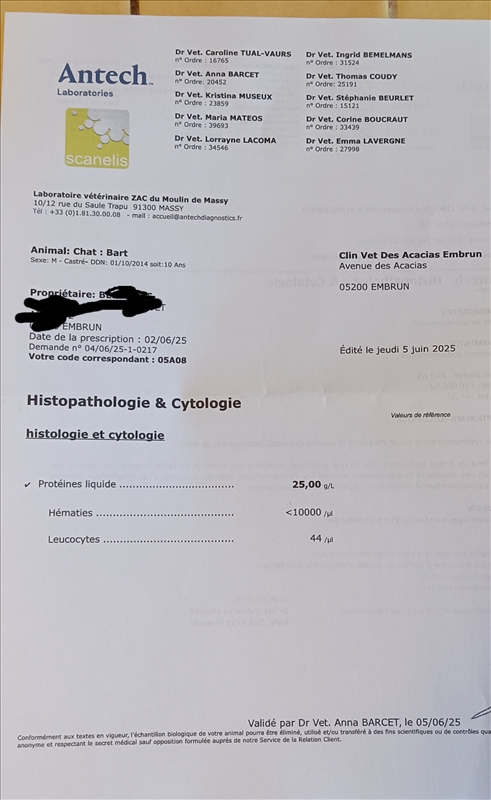 Antech™
Laboratories
scanelis
Dr Vet. Caroline TUAL-VAURS
n° Ordre : 16765
Dr Vet. Anna BARCET
n° Ordre: 20452
Dr Vet. Kristina MUSEUX
n° Ordre : 23859
Dr Vet. Maria MATEOS
n° Ordre : 39693
Dr Vet. Lorrayne LACOMA
n° Ordre : 34546
Dr Vet. Ingrid BEMELMANS
n° Ordre : 31524
Dr Vet. Thomas COUDY
n° Ordre: 25191
Dr Vet. Stéphanie BEURLET
n° Ordre : 15121
Dr Vet. Corine BOUCRAUT
n° Ordre : 33439
Dr Vet. Emma LAVERGNE
n° Ordre : 27998
Laboratoire vétérinaire ZAC du Moulin de Massy
10/12 rue du Saule Trapu 91300 MASSY
Tél : +33 (0)1.81.30.00.08 - mail : accueil@antechdiagnostics.fr
Animal: Chat : Bart
Sexe: M - Castré- DDN: 01/10/2014 soit:10 Ans
Propriétaire:
EMBRUN
Date de la prescription : 02/06/25
Demande n° 04/06/25-1-0217
Votre code correspondant : 05A08
Clin Vet Des Acacias Embrun
Avenue des Acacias
05200 EMBRUN
Édité le jeudi 5 juin 2025
Histopathologie & Cytologie
Valeurs de référence
histologie et cytologie
✓ Protéines liquide .................................. 25,00 g/L
Hématies ......................................... <10000 /µl
Leucocytes ...................................... 44 /µl
Validé par Dr Vet. Anna BARCET, le 05/06/25
Conformément aux textes en vigueur, l'échantillon biologique de votre animal pourra être éliminé, utilisé et/ou transféré à des fins scientifiques ou de contrôles qua
anonyme et respectant le secret médical sauf opposition formulée auprès de notre Service de la Relation Client.